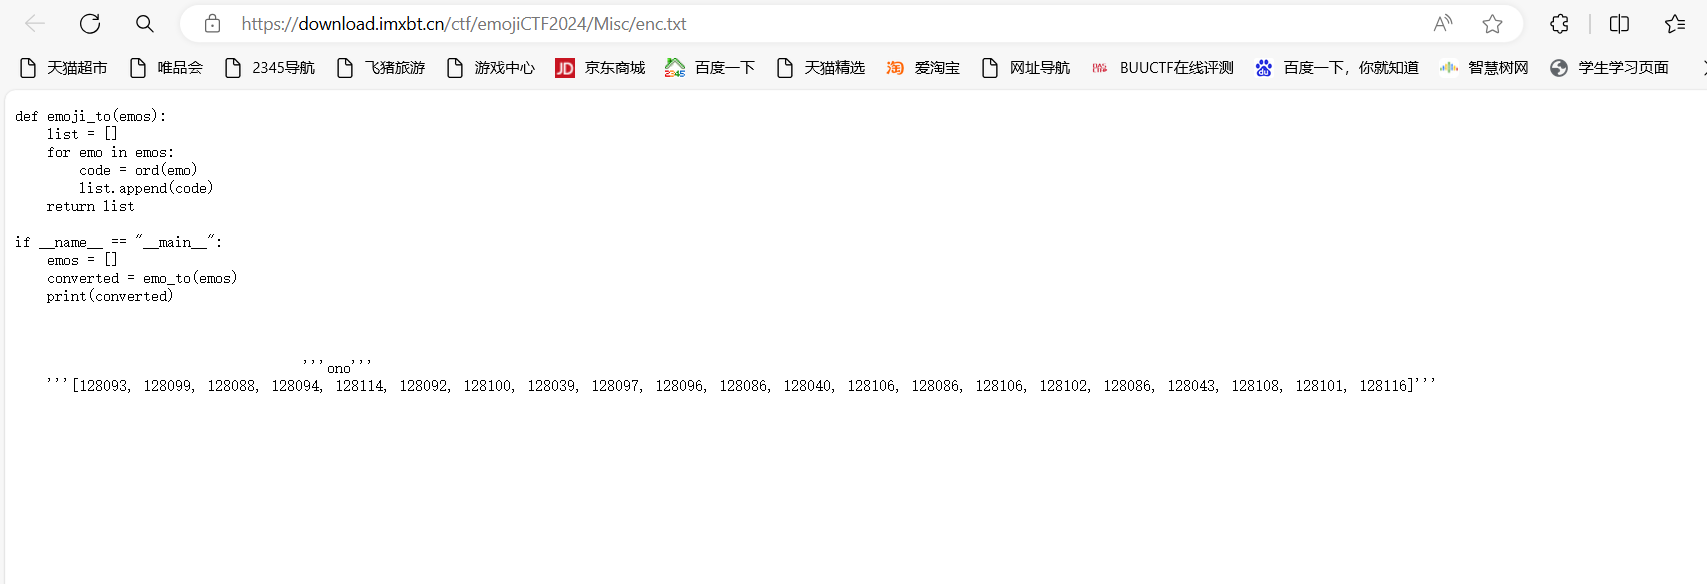 https://download.imxbt.cn/ctf/emojiCTF2024/Misc/enc.txt
天猫超市 唯品会 2345导航 飞猪旅游 游戏中心 JD 京东商城 2345 百度一下 天猫精选 淘 爱淘宝 网址导航 BUUCTF在线评测 百度一下，你就知道 智慧树网 学生学习页面
def emoji_to(emos):
    list = []
    for emo in emos:
        code = ord(emo)
        list.append(code)
    return list
if __name__ == "__main__":
    emos = []
    converted = emo_to(emos)
    print(converted)
'''ono'''
'''[128093, 128099, 128088, 128094, 128114, 128092, 128100, 128039, 128097, 128096, 128086, 128040, 128106, 128086, 128106, 128102, 128086, 128043, 128108, 128101, 128116]'''